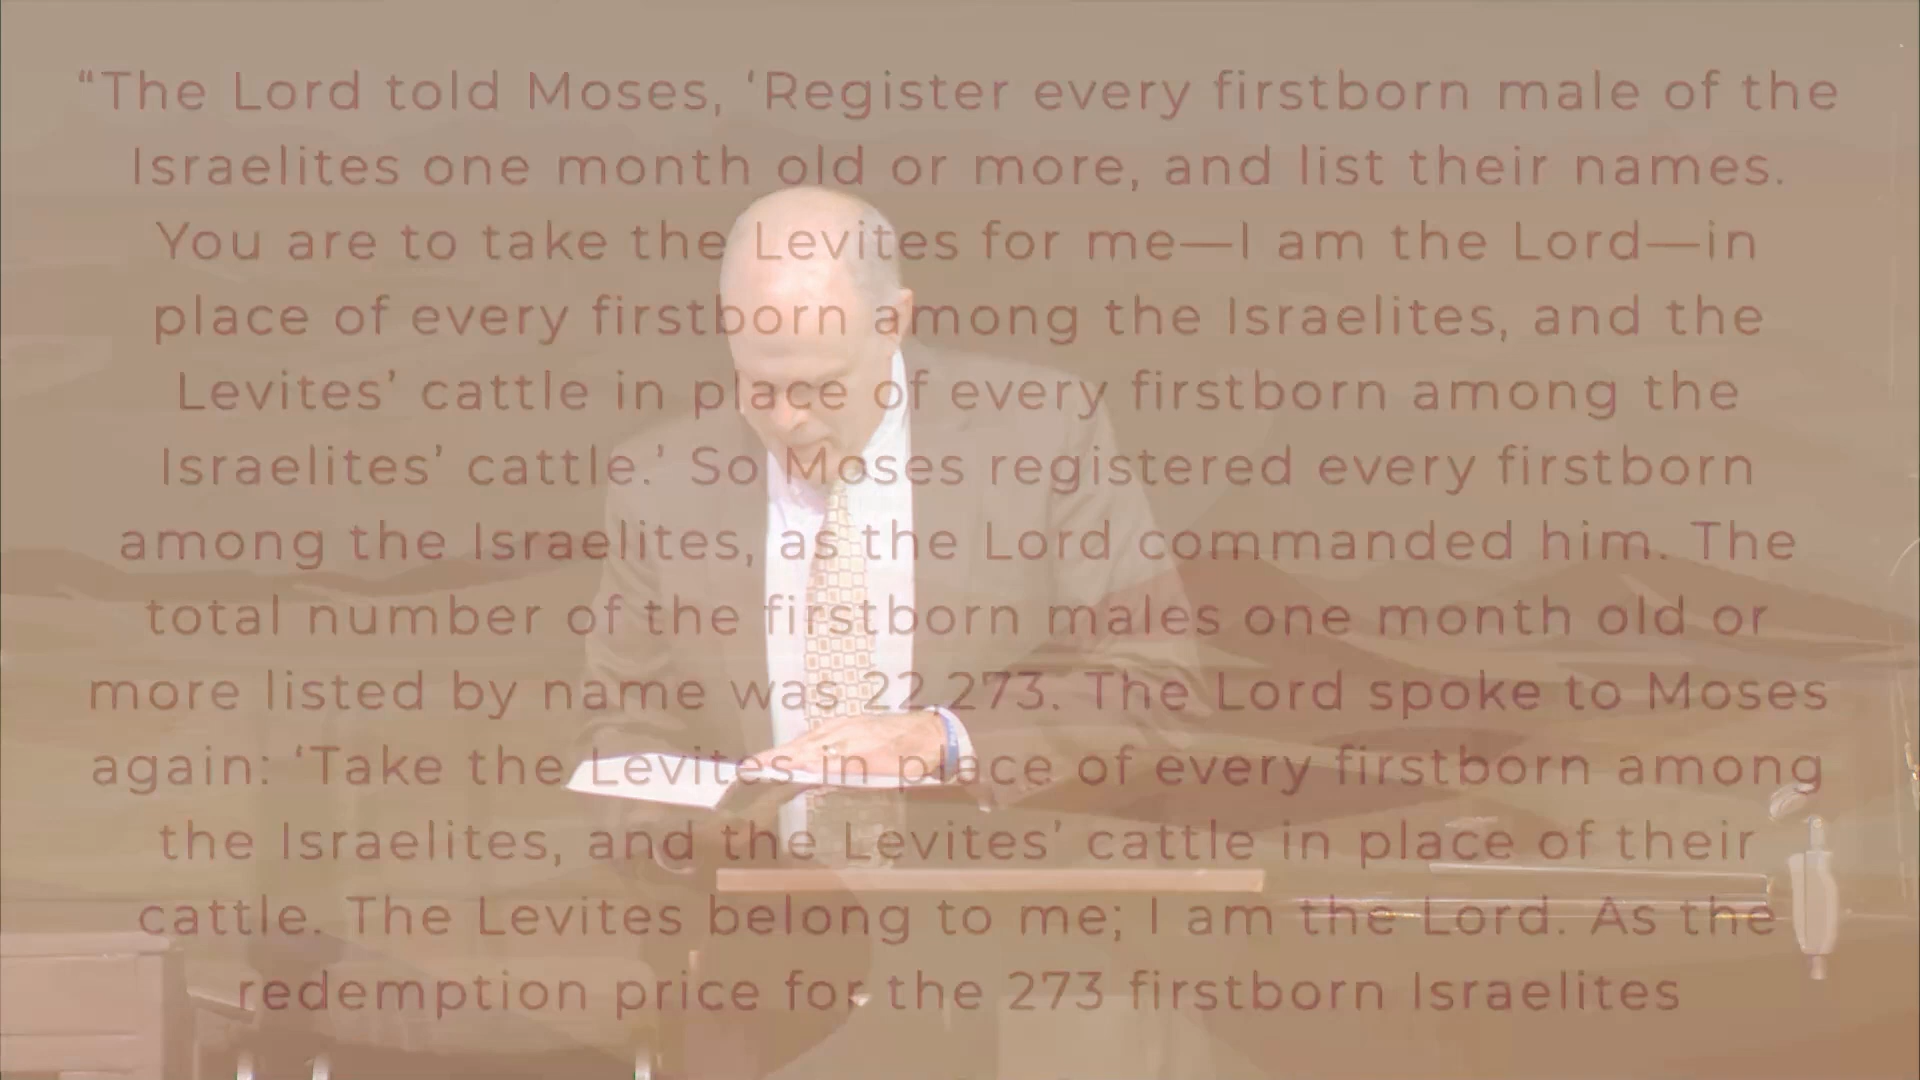 “The Lord told Moses, ‘Register every firstborn male of the
Israelites one month old or more, and list their names.
You are to take the Levites for me—I am the Lord—in
place of every firstborn among the Israelites, and the
Levites’ cattle in place of every firstborn among the
Israelites’ cattle.’ So Moses registered every firstborn
among the Israelites, as the Lord commanded him. The
total number of the firstborn males one month old or
more listed by name was 22,273. The Lord spoke to Moses
again: ‘Take the Levites in place of every firstborn among
the Israelites, and the Levites’ cattle in place of their
cattle. The Levites belong to me; I am the Lord. As the
redemption price for the 273 firstborn Israelites